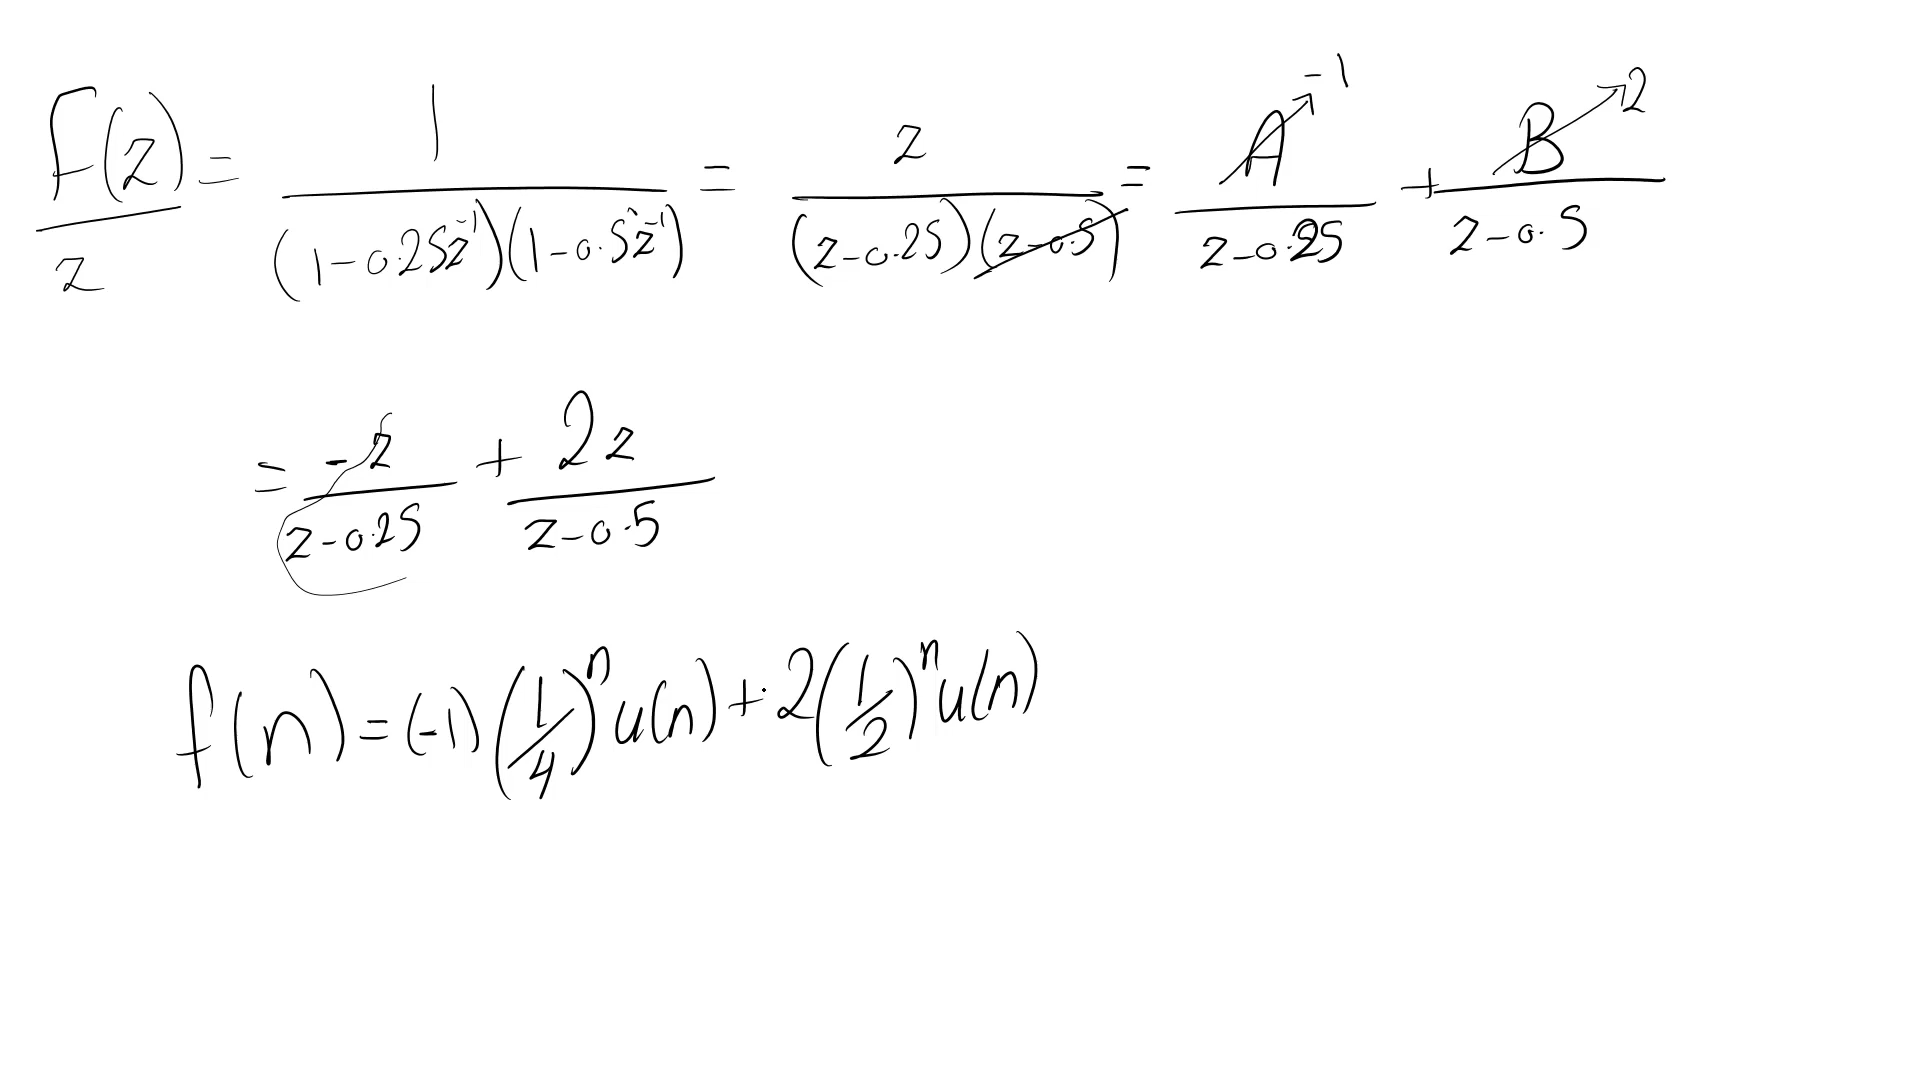 F(z)/z = 1/((1-0.25z^-1)(1-0.5z^-1)) = z/((z-0.25)(z-0.5)) = A→-1/(z-0.25) + B→2/(z-0.5)
= -z/(z-0.25) + 2z/(z-0.5)
f(n) = (-1)(1/4)^n u(n) + 2(1/2)^n u(n)